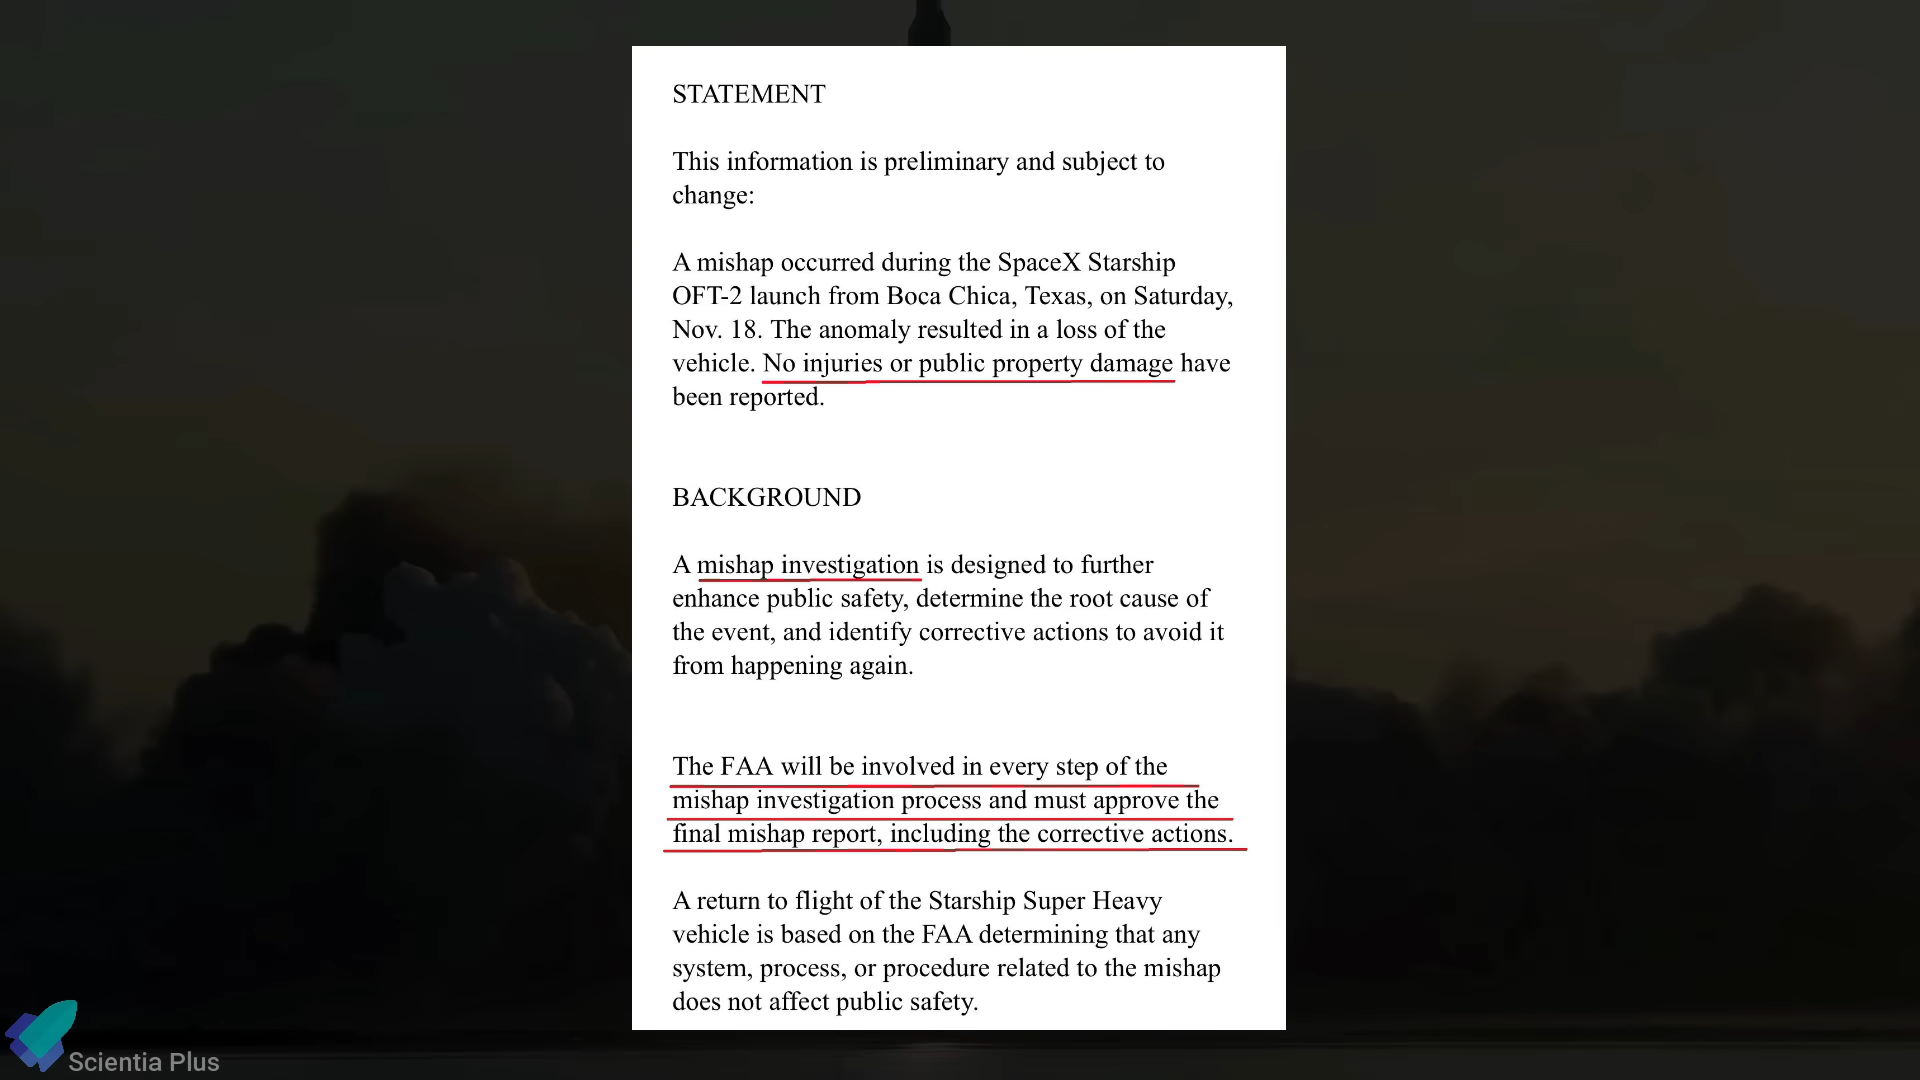 STATEMENT
This information is preliminary and subject to
change:
A mishap occurred during the SpaceX Starship
OFT-2 launch from Boca Chica, Texas, on Saturday,
Nov. 18. The anomaly resulted in a loss of the
vehicle. No injuries or public property damage have
been reported.
BACKGROUND
A mishap investigation is designed to further
enhance public safety, determine the root cause of
the event, and identify corrective actions to avoid it
from happening again.
The FAA will be involved in every step of the
mishap investigation process and must approve the
final mishap report, including the corrective actions.
A return to flight of the Starship Super Heavy
vehicle is based on the FAA determining that any
system, process, or procedure related to the mishap
does not affect public safety.
Scientia Plus